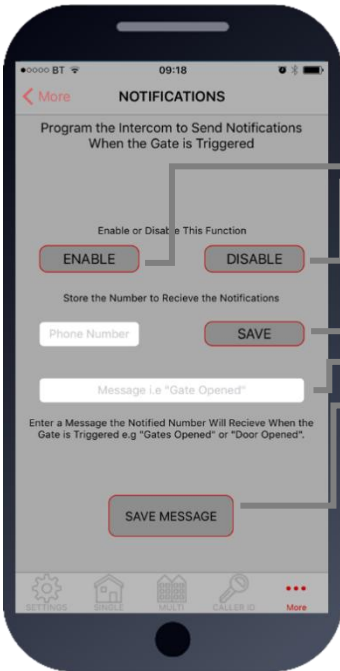 BT 09:18
More NOTIFICATIONS
Program the Intercom to Send Notifications
When the Gate is Triggered
Enable or Disable This Function
ENABLE DISABLE
Store the Number to Recieve the Notifications
Phone Number SAVE
Message i.e "Gate Opened"
Enter a Message the Notified Number Will Recieve When the
Gate is Triggered e.g "Gates Opened" or "Door Opened".
SAVE MESSAGE
SETTINGS SINGLE MULTI CALLER ID More